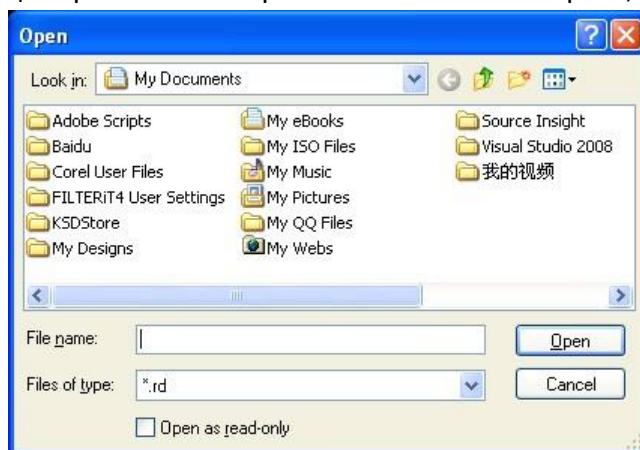 Open
Look in: My Documents
Adobe Scripts
Baidu
Corel User Files
FILTERiT4 User Settings
KSDStore
My Designs
My eBooks
My ISO Files
My Music
My Pictures
My QQ Files
My Webs
Source Insight
Visual Studio 2008
我的视频
File name:
Open
Files of type: *.rd
Cancel
Open as read-only